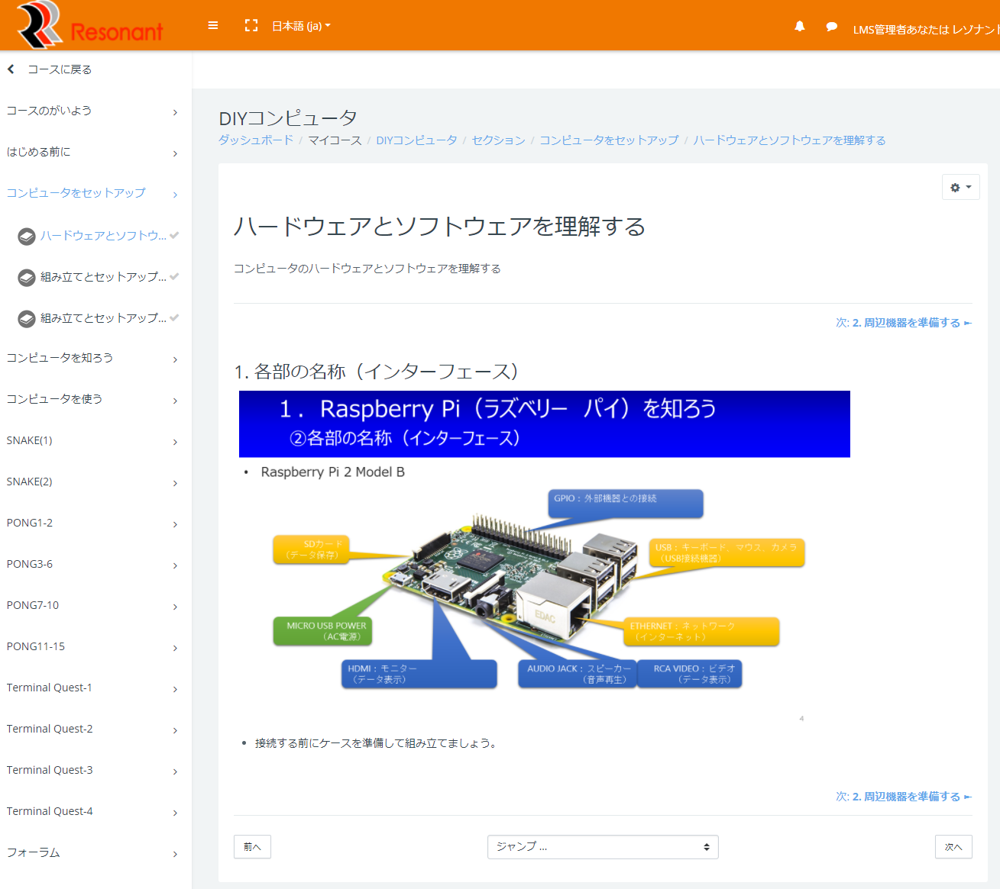 Resonant
日本語 (ja)
LMS管理者あなたは レゾナント
コースに戻る
コースのがいよう
はじめる前に
コンピュータをセットアップ
ハードウェアとソフトウ...
組み立てとセットアップ...
組み立てとセットアップ...
コンピュータを知ろう
コンピュータを使う
SNAKE(1)
SNAKE(2)
PONG1-2
PONG3-6
PONG7-10
PONG11-15
Terminal Quest-1
Terminal Quest-2
Terminal Quest-3
Terminal Quest-4
フォーラム
DIYコンピュータ
ダッシュボード / マイコース / DIYコンピュータ / セクション / コンピュータをセットアップ / ハードウェアとソフトウェアを理解する
ハードウェアとソフトウェアを理解する
コンピュータのハードウェアとソフトウェアを理解する
次: 2. 周辺機器を準備する ►
1. 各部の名称（インターフェース）
１．Raspberry Pi（ラズベリー　パイ）を知ろう
②各部の名称（インターフェース）
• Raspberry Pi 2 Model B
GPIO：外部機器との接続
SDカード
（データ保存）
USB：キーボード、マウス、カメラ
（USB接続機器）
EDAC
MICRO USB POWER
（AC電源）
ETHERNET：ネットワーク
（インターネット）
HDMI：モニター
（データ表示）
AUDIO JACK：スピーカー
（音声再生）
RCA VIDEO：ビデオ
（データ表示）
4
• 接続する前にケースを準備して組み立てましょう。
次: 2. 周辺機器を準備する ►
前へ
ジャンプ ...
次へ